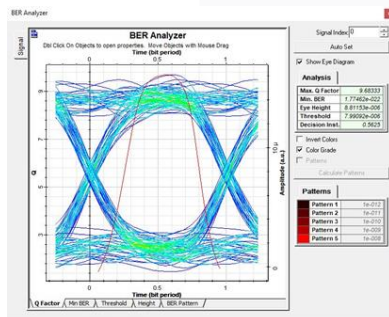 BER Analyzer
Signal
BER Analyzer
Dbl Click On Objects to open properties. Move Objects with Mouse Drag
Time (bit period)
0 0.5 1
Q
Amplitude (a.u.)
0 0.5 1
Time (bit period)
Q Factor Min BER Threshold Height BER Pattern
Signal Index: 0
Auto Set
Show Eye Diagram
Analysis
Max. Q Factor 9.68333
Min. BER 1.77462e-022
Eye Height 8.81153e-006
Threshold 7.99092e-006
Decision Inst. 0.5625
Invert Colors
Color Grade
Patterns
Calculate Patterns
Patterns
Pattern 1 1e-012
Pattern 2 1e-011
Pattern 3 1e-010
Pattern 4 1e-009
Pattern 5 1e-008